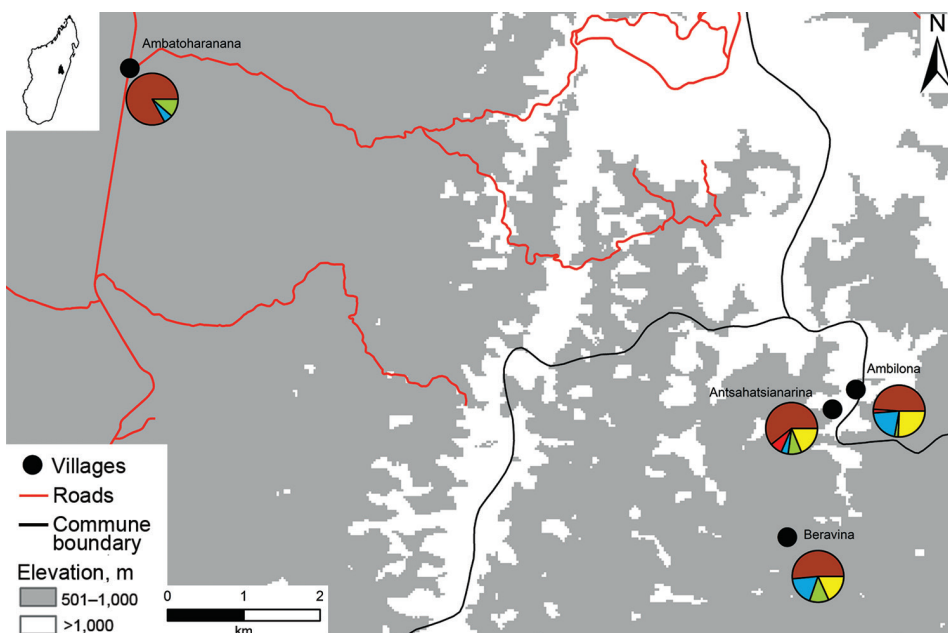 Ambatoharanana
N
Ambilona
Antsahatsianarina
Beravina
Villages
Roads
Commune
boundary
Elevation, m
501–1,000
>1,000
0 1 2
km